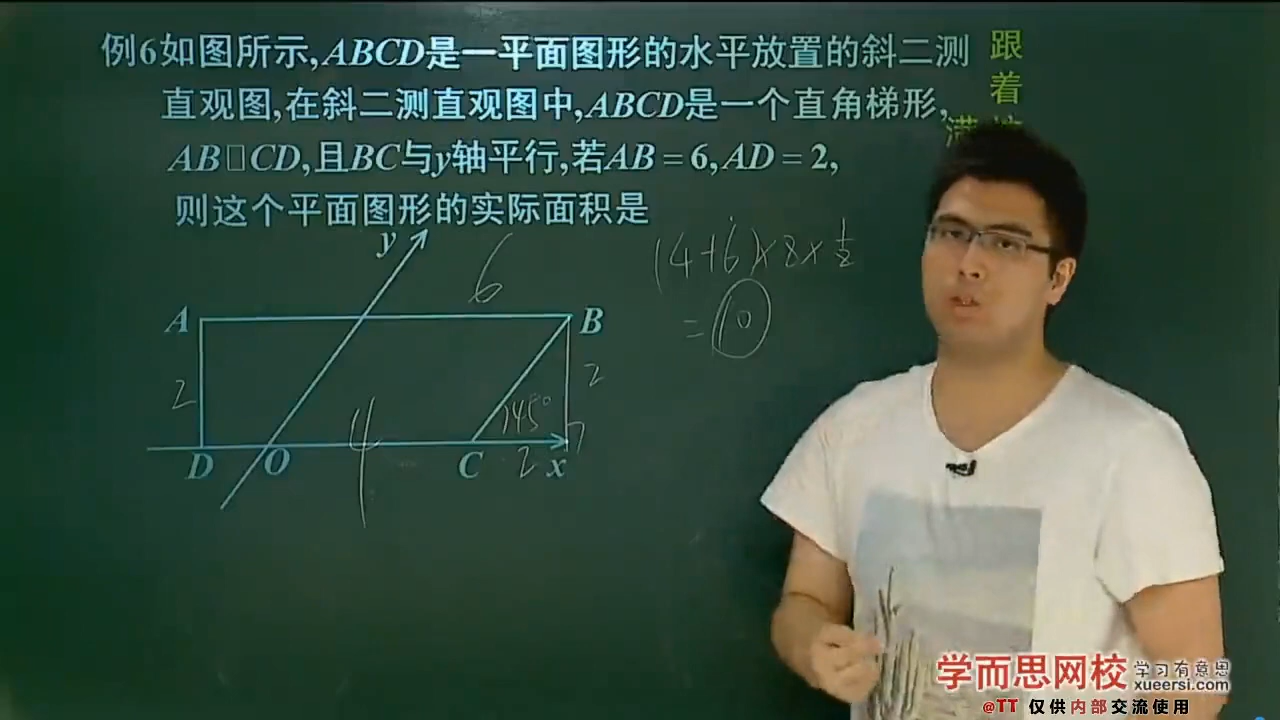 例6如图所示,ABCD是一平面图形的水平放置的斜二测
直观图,在斜二测直观图中,ABCD是一个直角梯形,
AB□CD,且BC与y轴平行,若AB=6,AD=2,
则这个平面图形的实际面积是
跟
着
满
y
6
(4+6)×2×½
=10
A
B
2
2
4
45°
D
O
C
2
x
学而思网校
学习有意思
xueersi.com
@TT 仅供内部交流使用